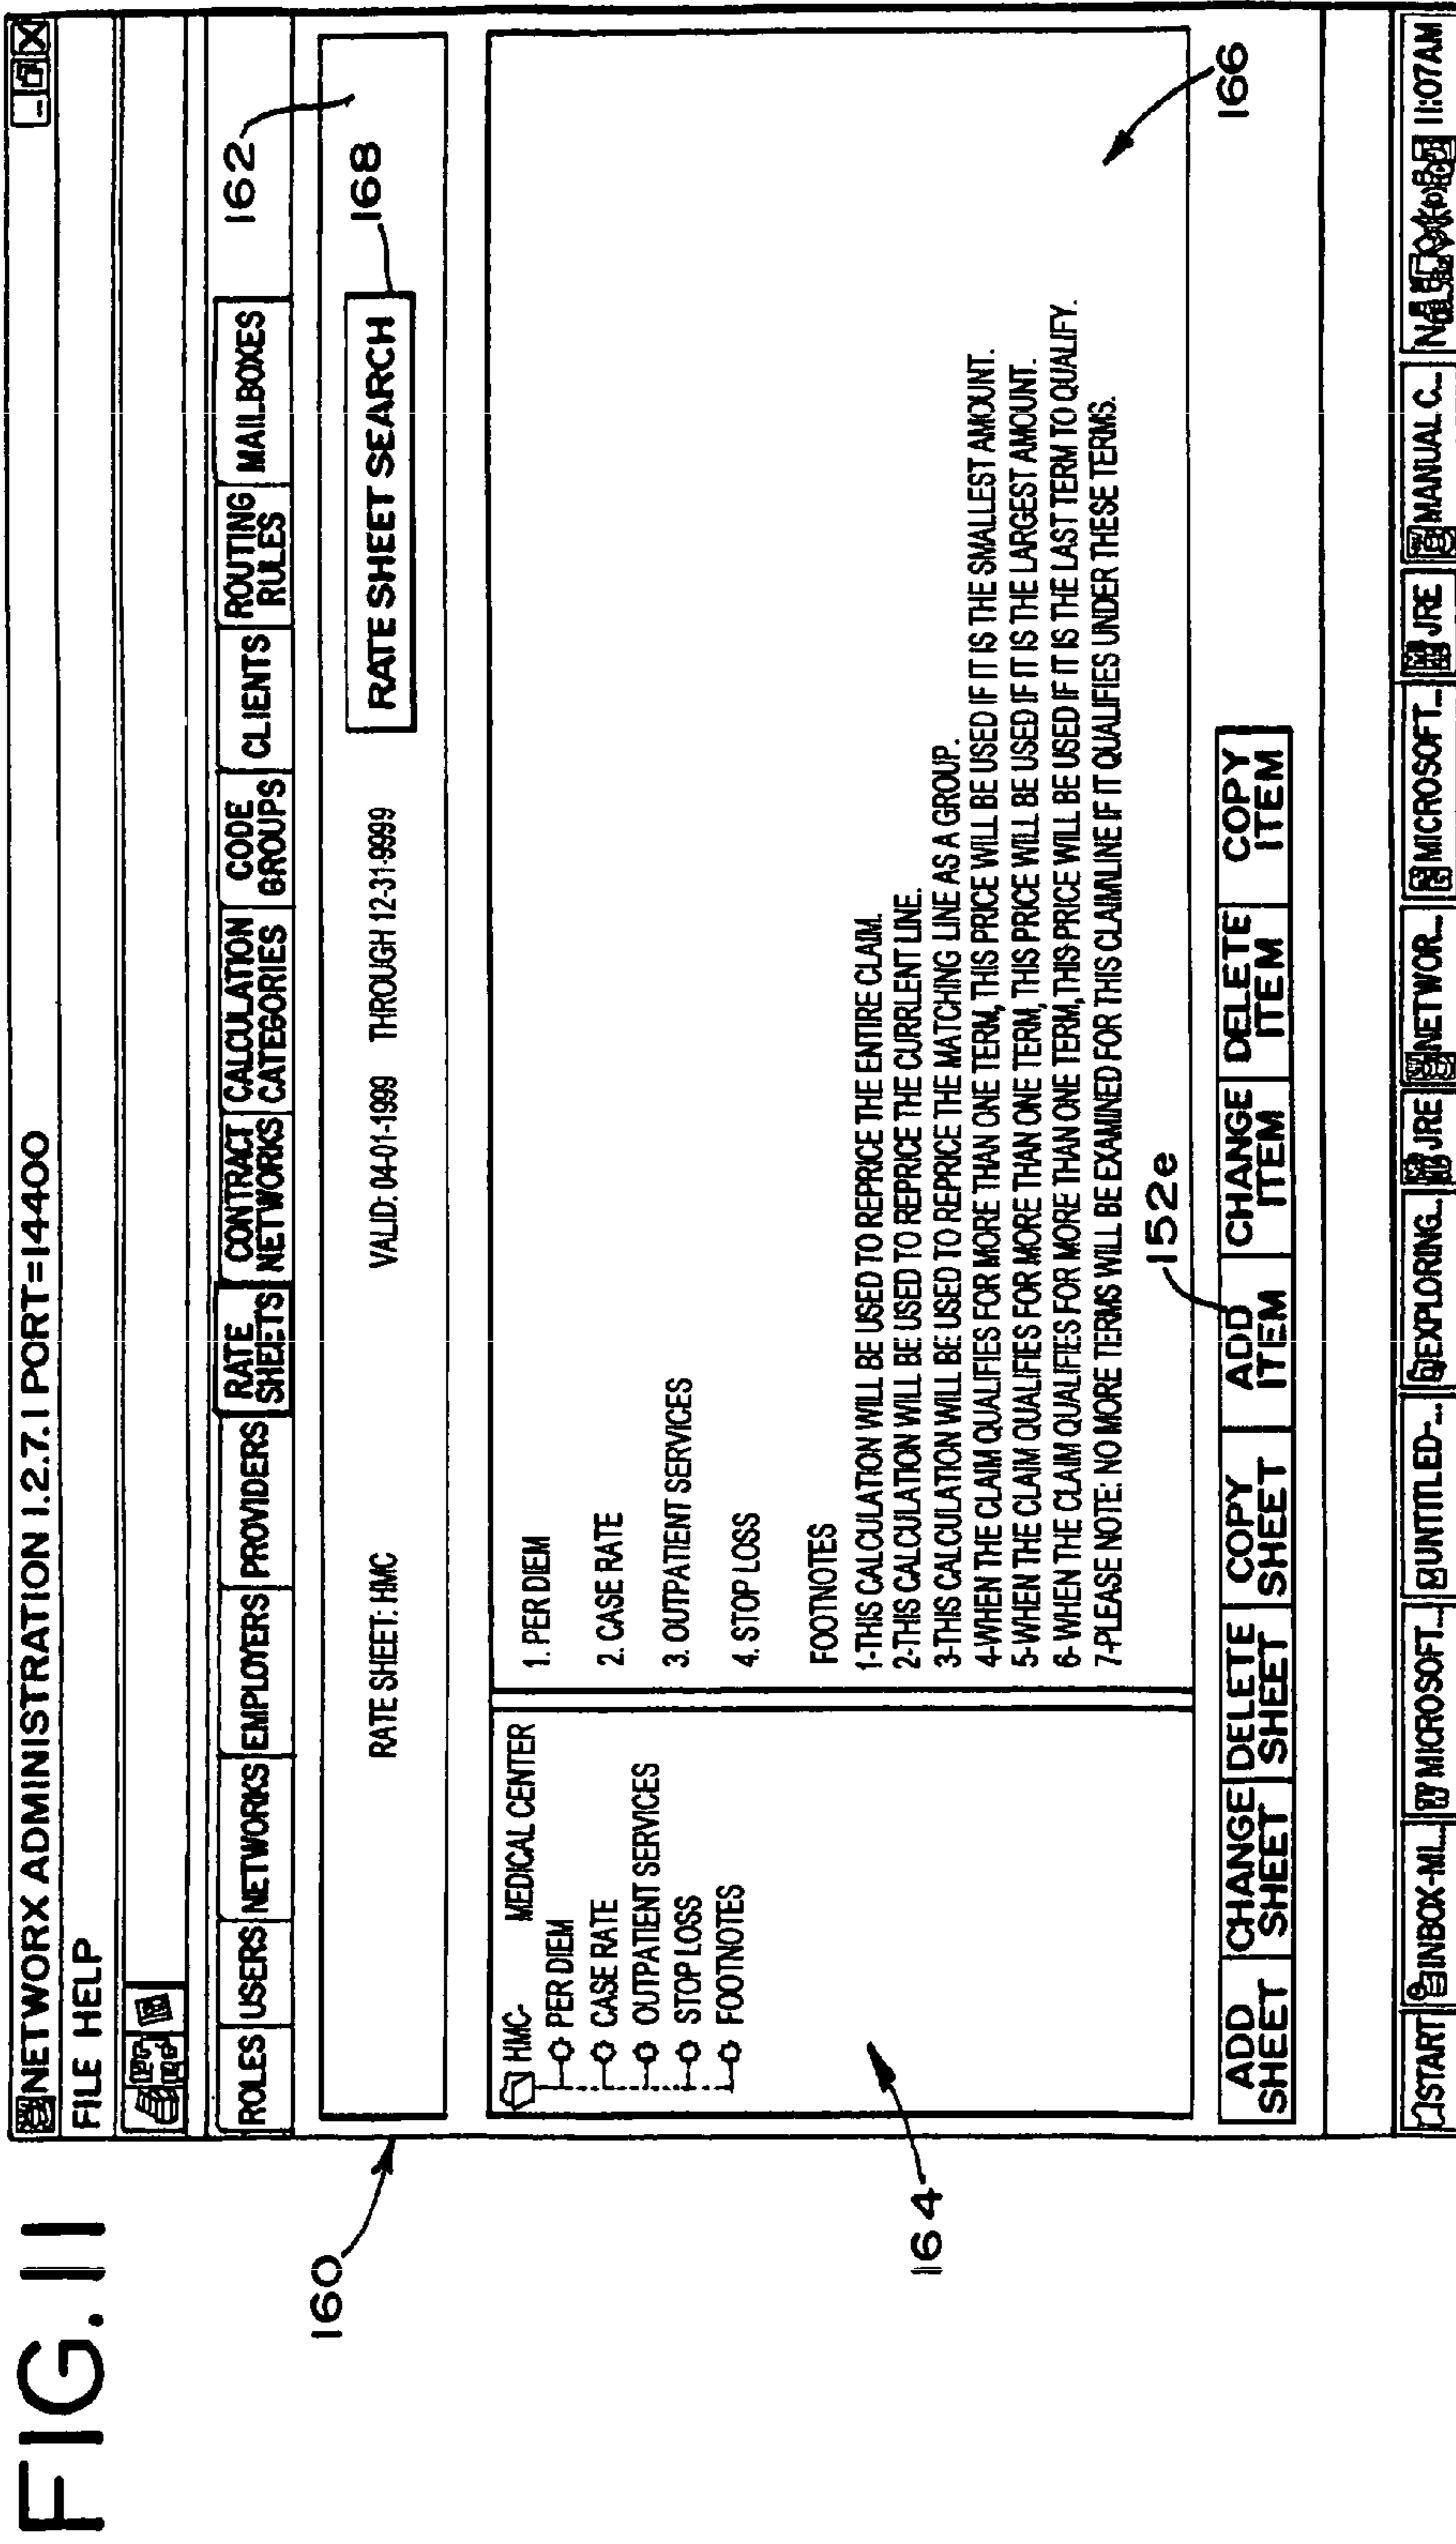 FIG. 11
NETWORX ADMINISTRATION 1.2.7.1 PORT=14400
FILE HELP
ROLES USERS NETWORKS EMPLOYERS PROVIDERS RATE SHEETS CONTRACT NETWORKS CALCULATION CATEGORIES CODE GROUPS CLIENTS ROUTING RULES MAILBOXES
162
160
RATE SHEET: HMC VALID: 04-01-1999 THROUGH 12-31-9999 RATE SHEET SEARCH
168
HMC- MEDICAL CENTER
PER DIEM
CASE RATE
OUTPATIENT SERVICES
STOP LOSS
FOOTNOTES
164
1. PER DIEM
2. CASE RATE
3. OUTPATIENT SERVICES
4. STOP LOSS
FOOTNOTES
1-THIS CALCULATION WILL BE USED TO REPRICE THE ENTIRE CLAIM.
2-THIS CALCULATION WILL BE USED TO REPRICE THE CURRLENT LINE.
3-THIS CALCULATION WILL BE USED TO REPRICE THE MATCHING LINE AS A GROUP.
4-WHEN THE CLAIM QUALIFIES FOR MORE THAN ONE TERM, THIS PRICE WILL BE USED IF IT IS THE SMALLEST AMOUNT.
5-WHEN THE CLAIM QUALIFIES FOR MORE THAN ONE TERM, THIS PRICE WILL BE USED IF IT IS THE LARGEST AMOUNT.
6- WHEN THE CLAIM QUALIFIES FOR MORE THAN ONE TERM, THIS PRICE WILL BE USED IF IT IS THE LAST TERM TO QUALIFY.
7-PLEASE NOTE: NO MORE TERMS WILL BE EXAMINED FOR THIS CLAIMLINE IF IT QUALIFIES UNDER THESE TERMS.
166
152e
ADD SHEET CHANGE SHEET DELETE SHEET COPY SHEET ADD ITEM CHANGE ITEM DELETE ITEM COPY ITEM
START INBOX-MI... MICROSOFT... UNTITLED-... EXPLORING... JRE NETWOR... MICROSOFT... JRE MANUAL C... 11:07AM